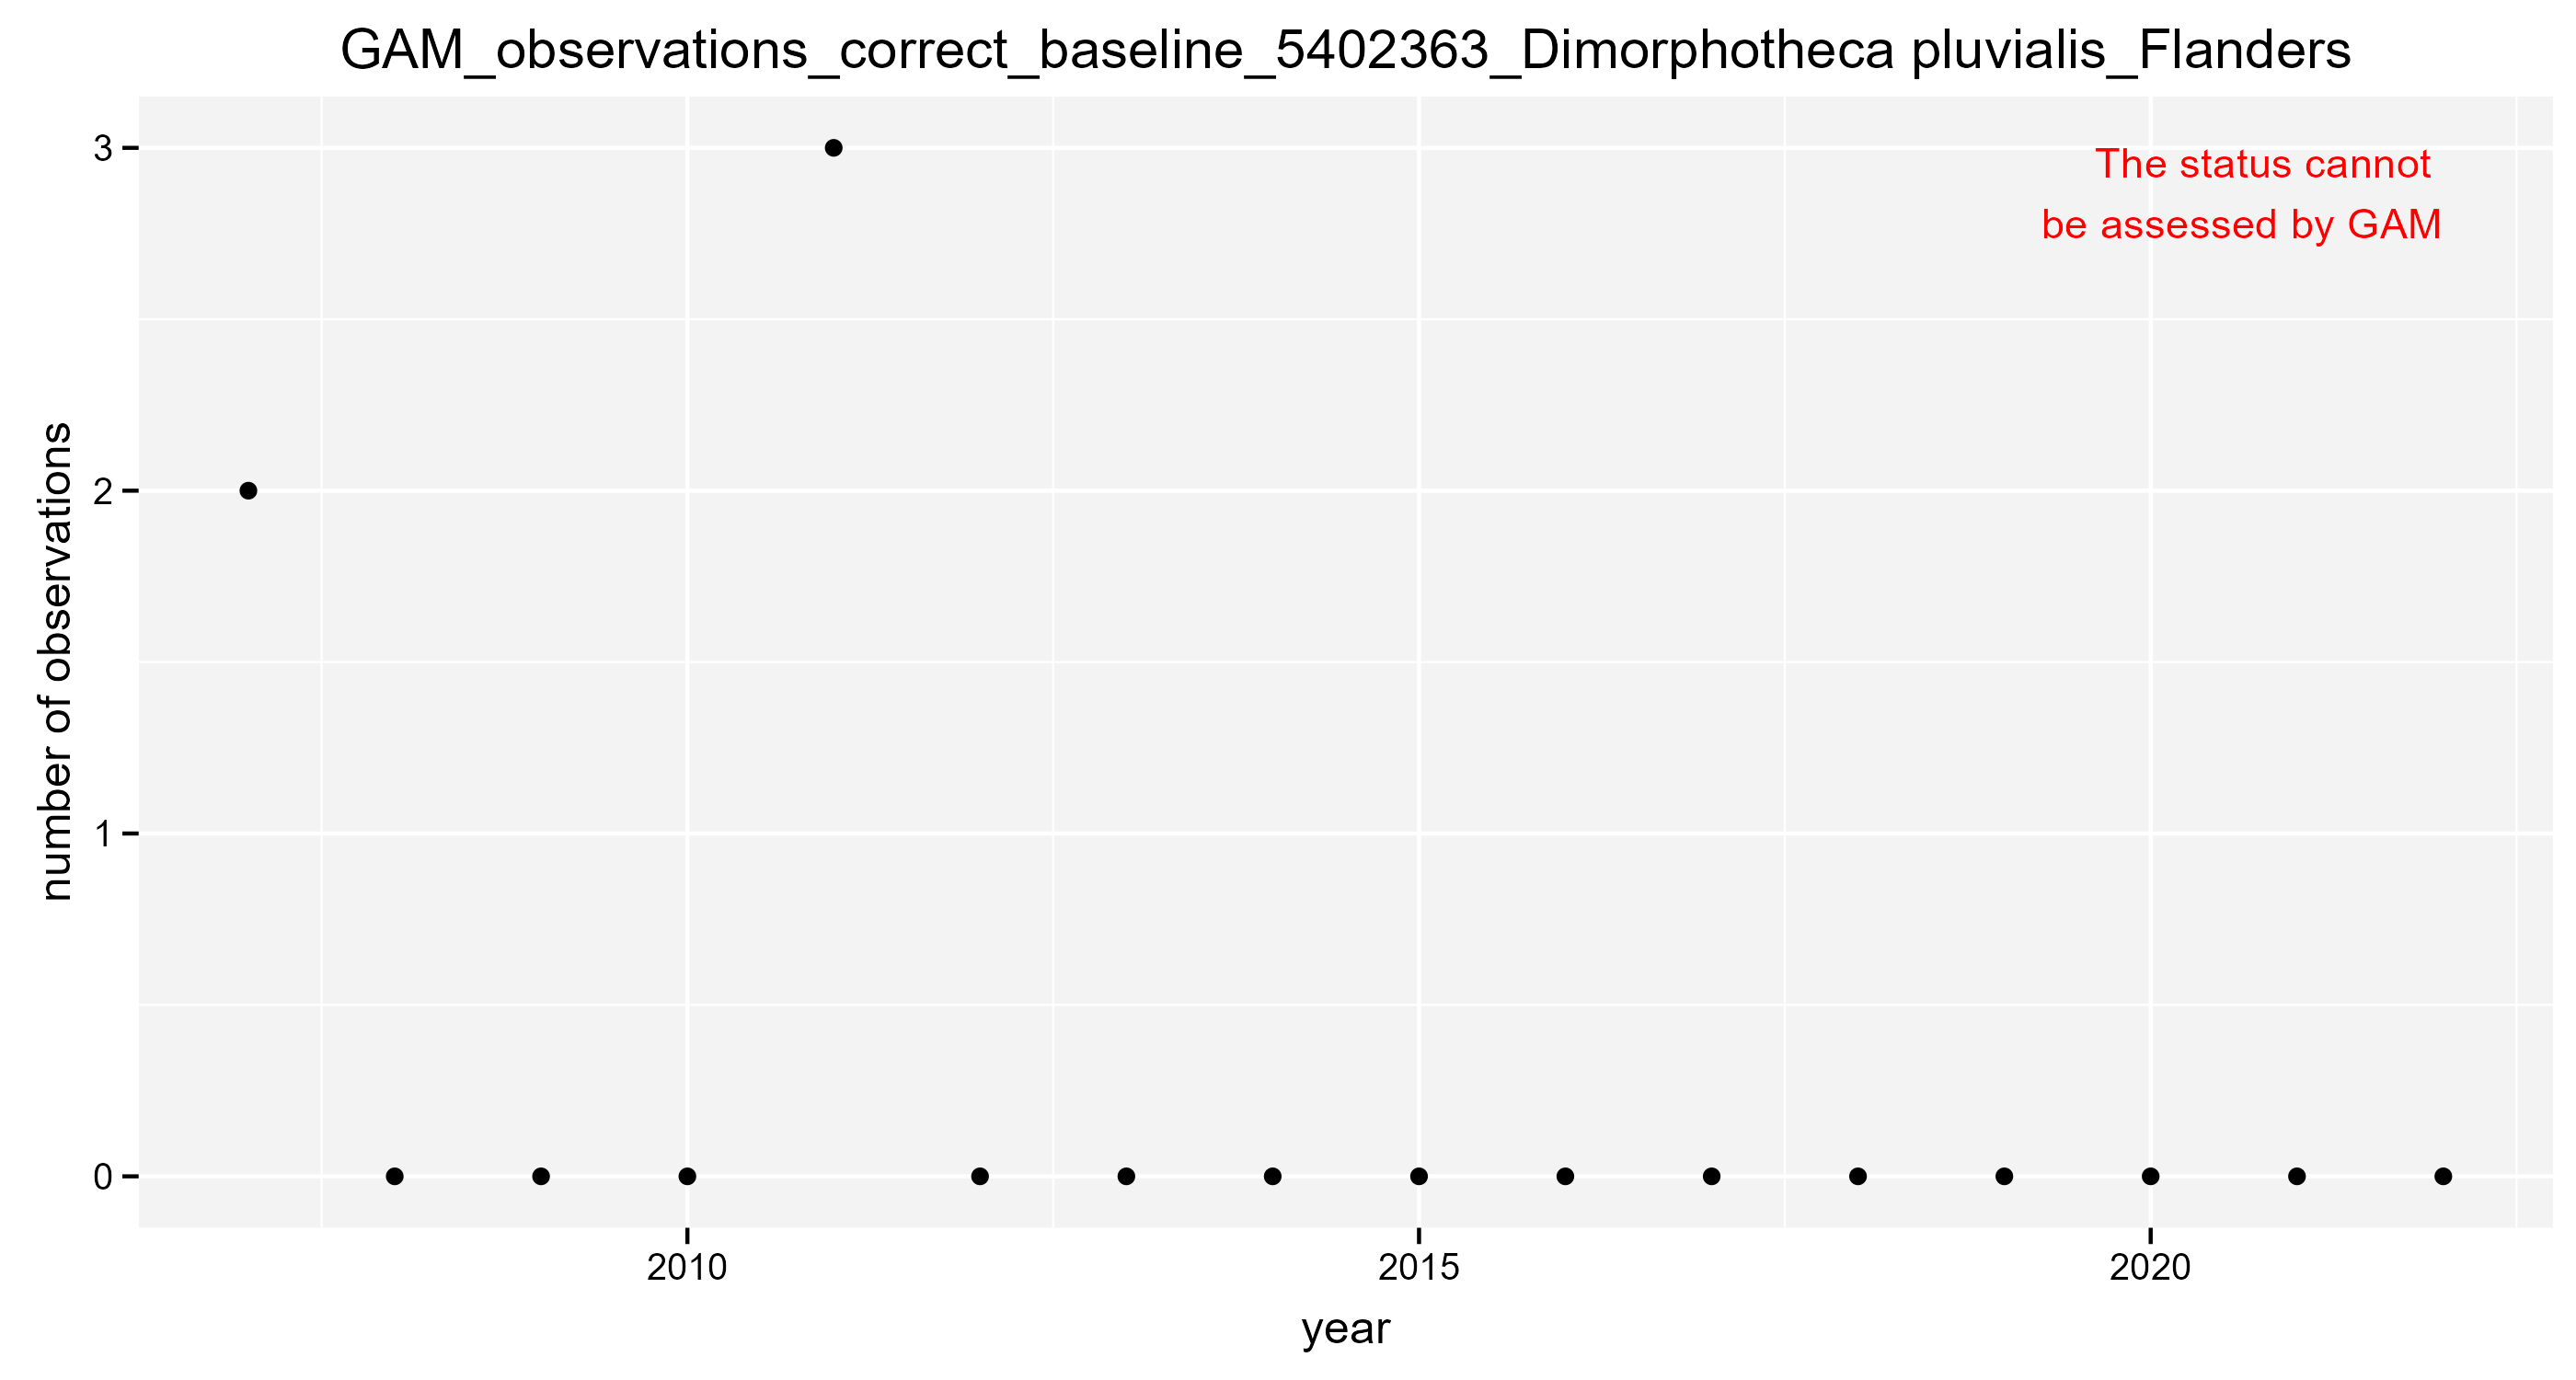 GAM_observations_correct_baseline_5402363_Dimorphotheca pluvialis_Flanders
The status cannot
be assessed by GAM
number of observations
3
2
1
0
2010
2015
2020
year